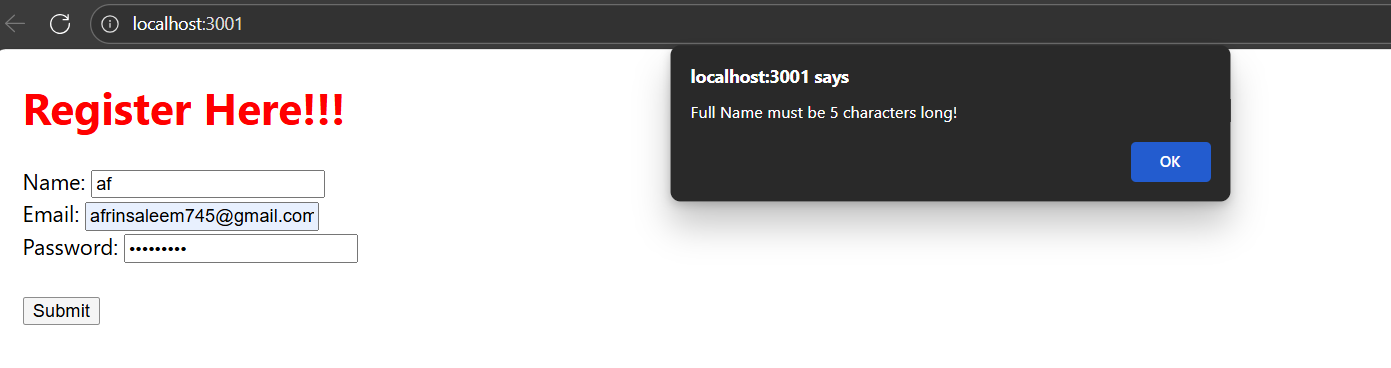 localhost:3001
localhost:3001 says
Full Name must be 5 characters long!
OK
Register Here!!!
Name: af
Email: afrinsaleem745@gmail.com
Password: •••••••••
Submit